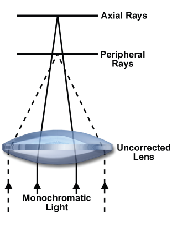 Axial Rays
Peripheral
Rays
Uncorrected
Lens
Monochromatic
Light